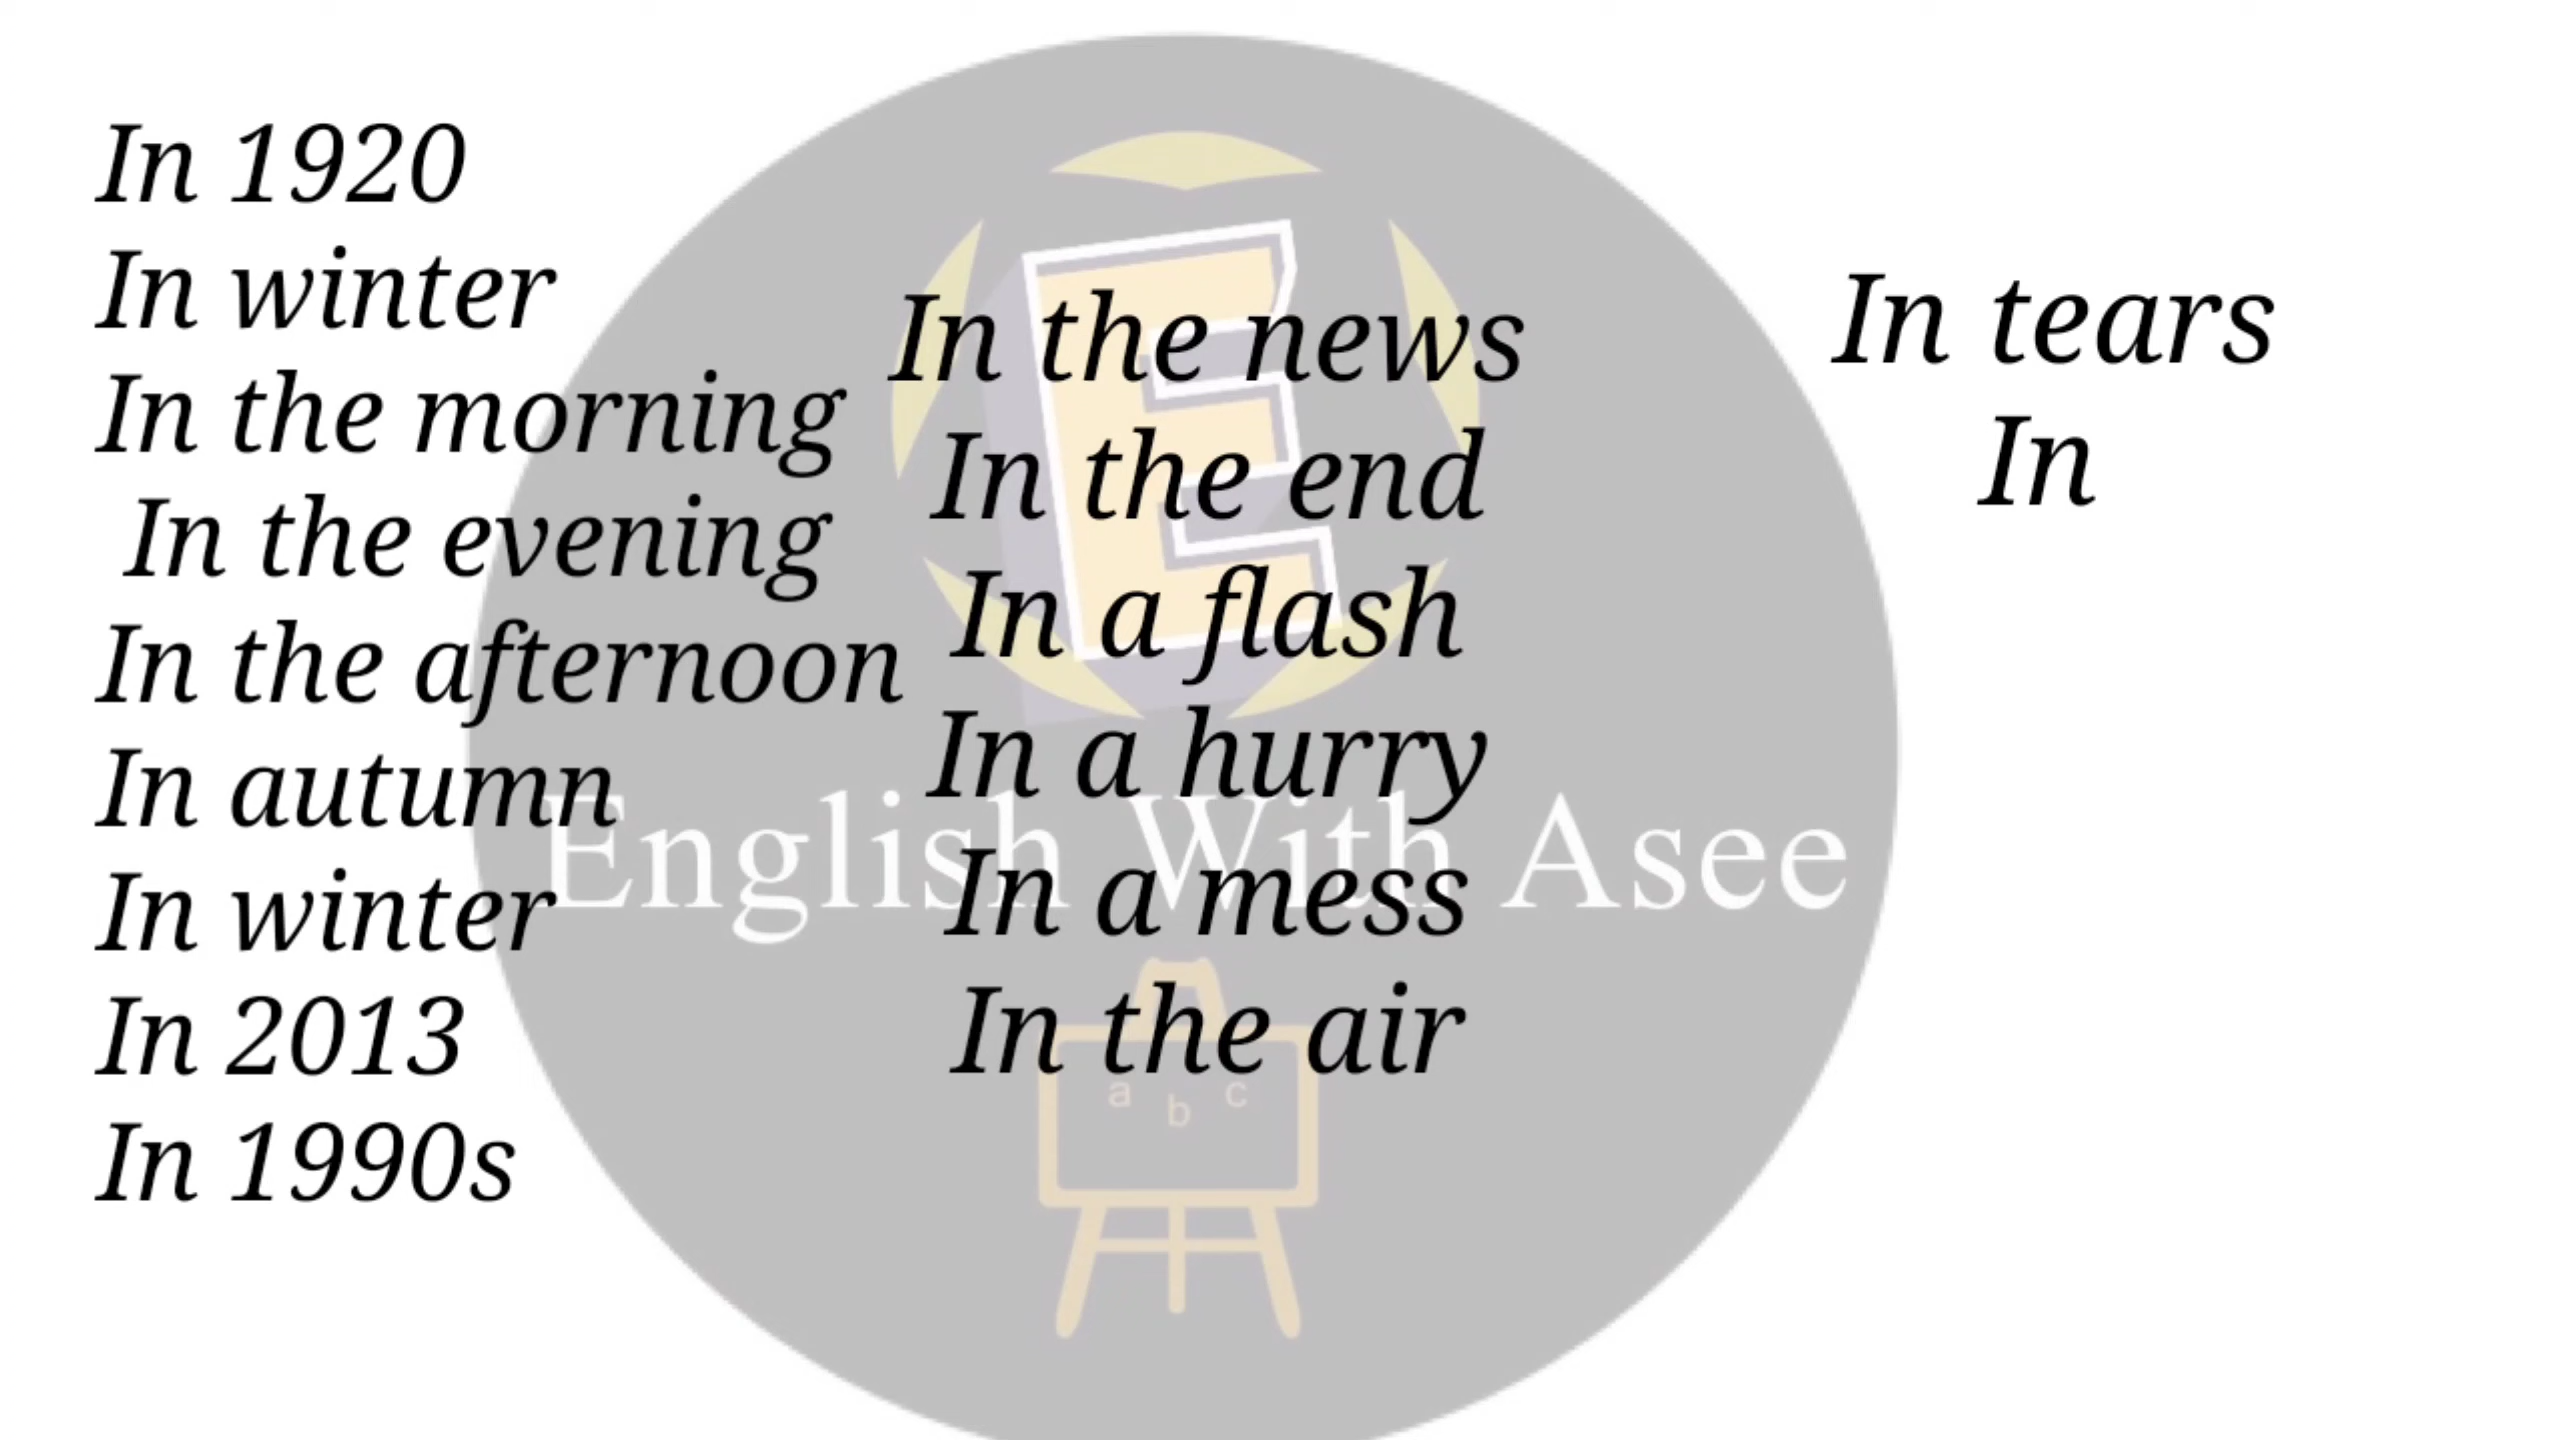 In 1920
In winter
In the morning
In the evening
In the afternoon
In autumn
In winter
In 2013
In 1990s
In the news
In the end
In a flash
In a hurry
In a mess
In the air
In tears
In
E
English With Asee
a b c